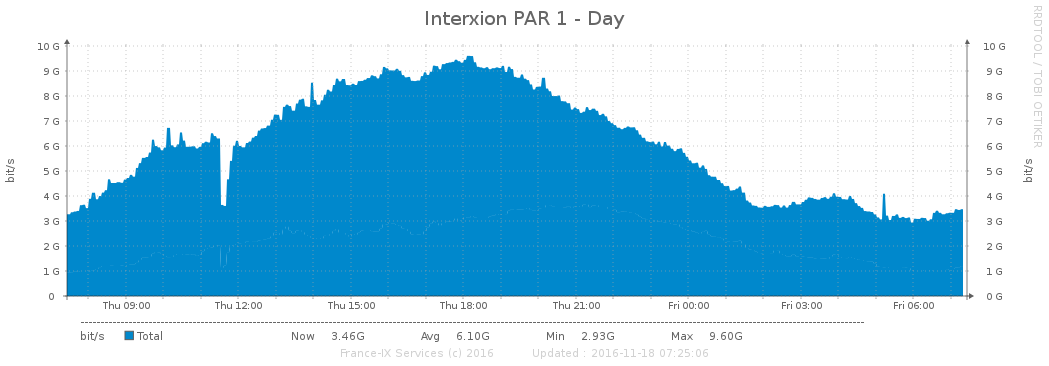 Interxion PAR 1 - Day
RRDTOOL / TOBI OETIKER
10 G 10 G
9 G 9 G
8 G 8 G
7 G 7 G
6 G 6 G
5 G 5 G
4 G 4 G
3 G 3 G
2 G 2 G
1 G 1 G
0 0 G
bit/s bit/s
Thu 09:00 Thu 12:00 Thu 15:00 Thu 18:00 Thu 21:00 Fri 00:00 Fri 03:00 Fri 06:00
bit/s Total Now 3.46G Avg 6.10G Min 2.93G Max 9.60G
France-IX Services (c) 2016 Updated : 2016-11-18 07:25:06